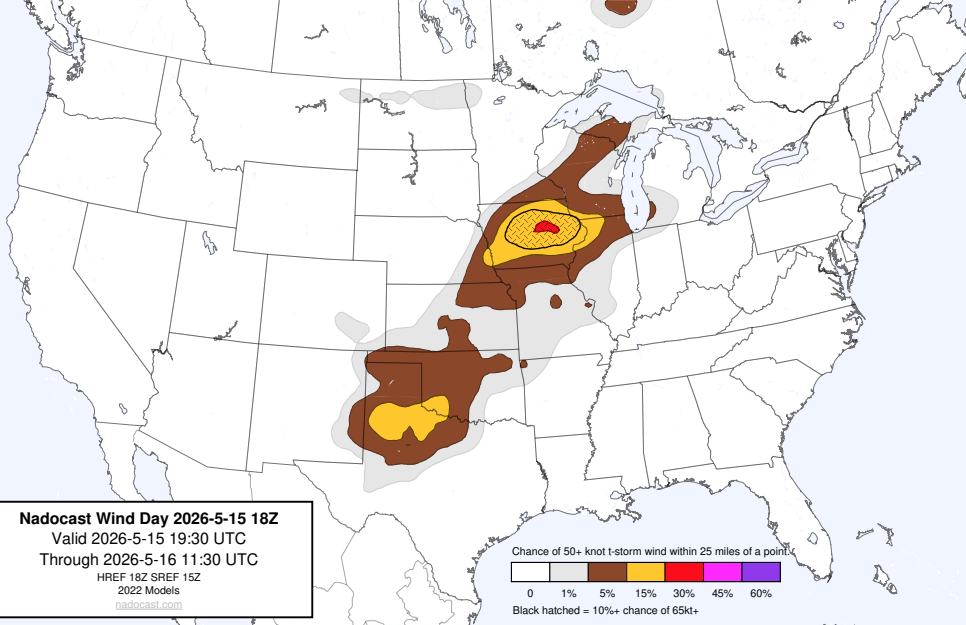 Nadocast Wind Day 2026-5-15 18Z
Valid 2026-5-15 19:30 UTC
Through 2026-5-16 11:30 UTC
HREF 18Z SREF 15Z
2022 Models
nadocast.com
Chance of 50+ knot t-storm wind within 25 miles of a point.
0 1% 5% 15% 30% 45% 60%
Black hatched = 10%+ chance of 65kt+